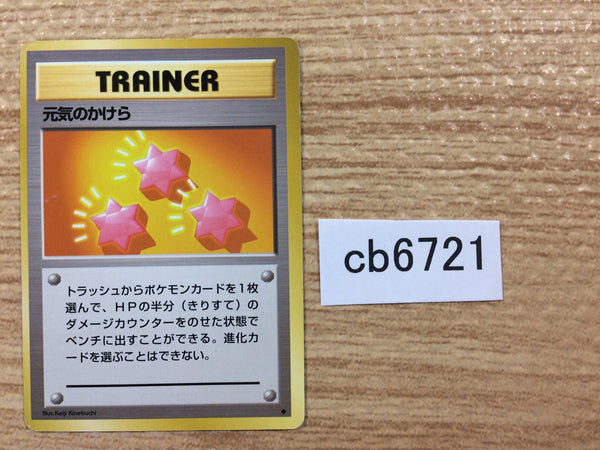 TRAINER
元気のかけら
トラッシュからポケモンカードを1枚
選んで、HPの半分（きりすて）の
ダメージカウンターをのせた状態で
ベンチに出すことができる。進化カ
ードを選ぶことはできない。
Illus.Keiji Kinebuchi
cb6721